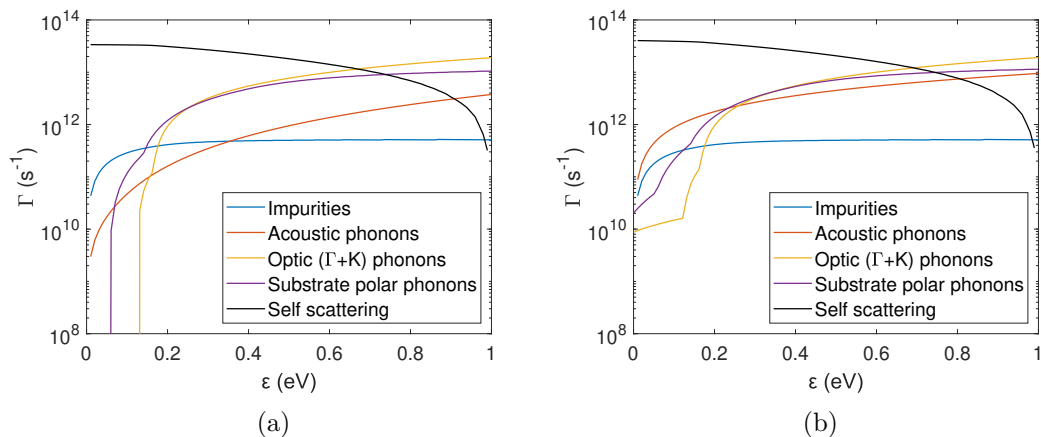 10^14
10^12
10^10
10^8
Γ (s^-1)
Impurities
Acoustic phonons
Optic (Γ+K) phonons
Substrate polar phonons
Self scattering
0 0.2 0.4 0.6 0.8 1
ε (eV)
(a)
10^14
10^12
10^10
10^8
Γ (s^-1)
Impurities
Acoustic phonons
Optic (Γ+K) phonons
Substrate polar phonons
Self scattering
0 0.2 0.4 0.6 0.8 1
ε (eV)
(b)